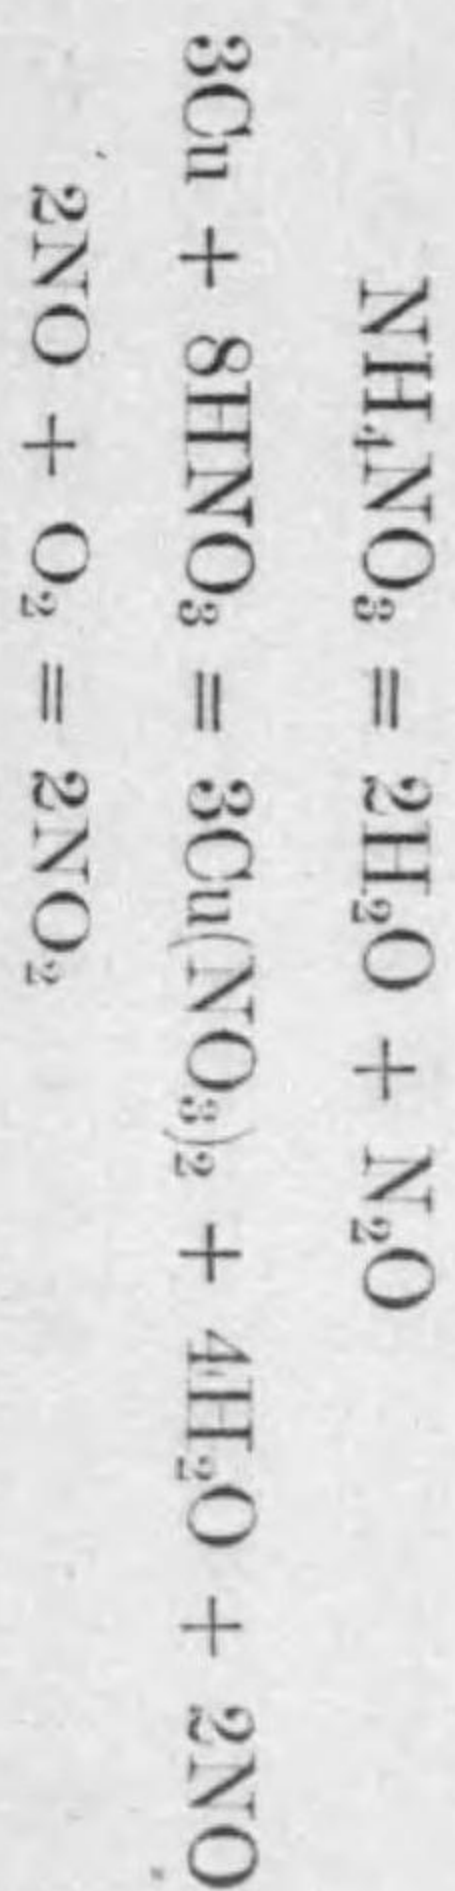 NH₄NO₃ = 2H₂O + N₂O
3Cu + 8HNO₃ = 3Cu(NO₃)₂ + 4H₂O + 2NO
2NO + O₂ = 2NO₂